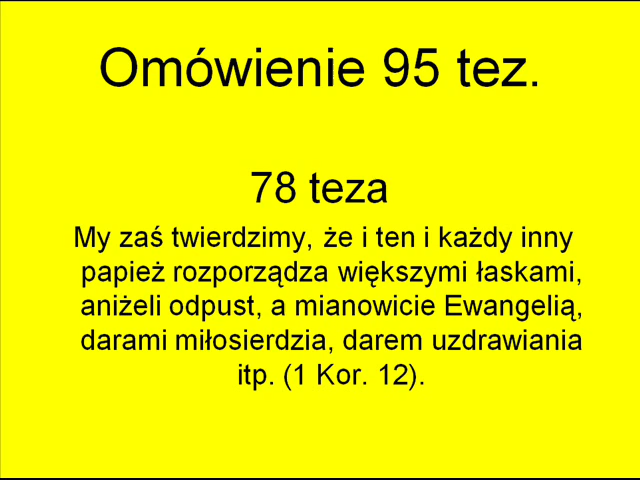 Omówienie 95 tez.
78 teza
My zaś twierdzimy, że i ten i każdy inny
papież rozporządza większymi łaskami,
aniżeli odpust, a mianowicie Ewangelią,
darami miłosierdzia, darem uzdrawiania
itp. (1 Kor. 12).